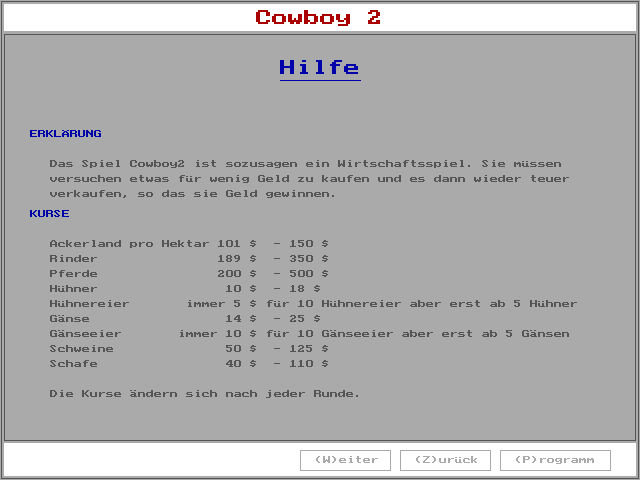 Cowboy 2
Hilfe
ERKLÄRUNG
Das Spiel Cowboy2 ist sozusagen ein Wirtschaftsspiel. Sie müssen
versuchen etwas für wenig Geld zu kaufen und es dann wieder teuer
verkaufen, so das sie Geld gewinnen.
KURSE
Ackerland pro Hektar 101 $ - 150 $
Rinder 189 $ - 350 $
Pferde 200 $ - 500 $
Hühner 10 $ - 18 $
Hühnereier immer 5 $ für 10 Hühnereier aber erst ab 5 Hühner
Gänse 14 $ - 25 $
Gänseeier immer 10 $ für 10 Gänseeier aber erst ab 5 Gänsen
Schweine 50 $ - 125 $
Schafe 40 $ - 110 $
Die Kurse ändern sich nach jeder Runde.
(W)eiter (Z)urück (P)rogramm